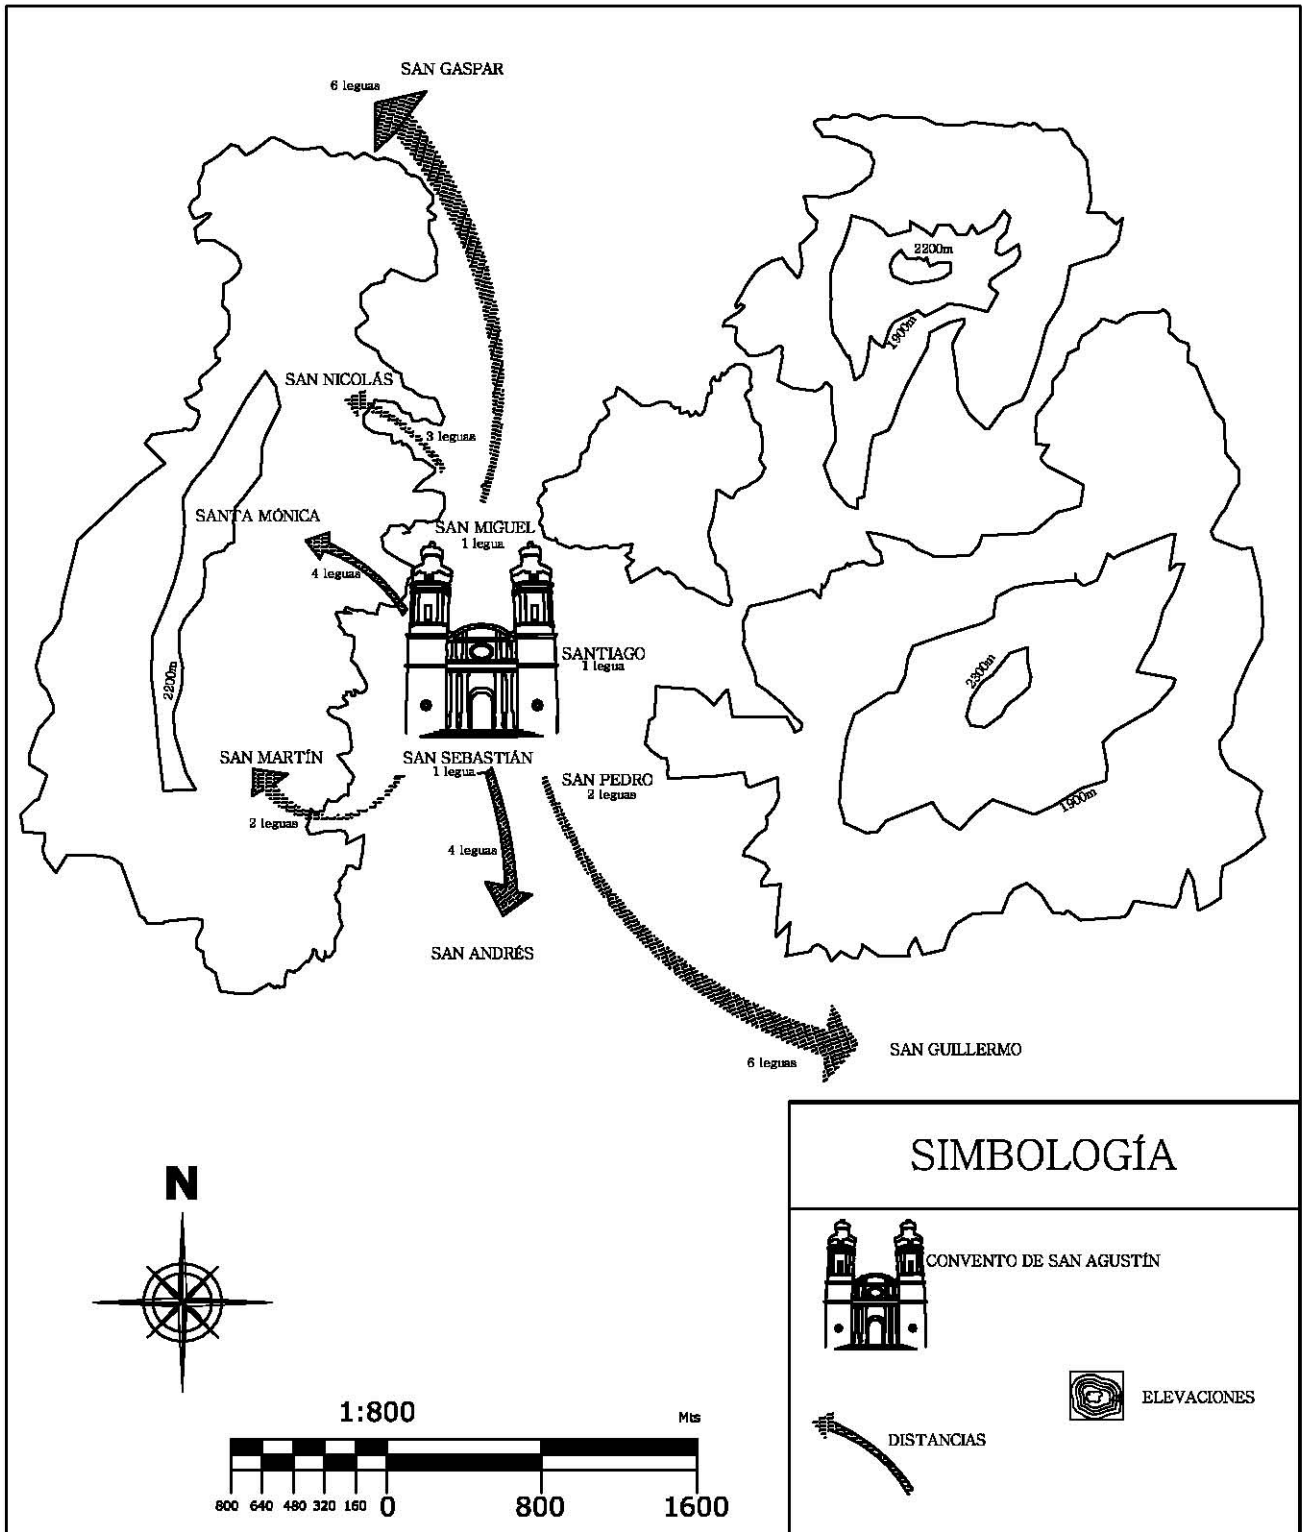 SAN GASPAR
6 leguas
2200m
1900m
SAN NICOLÁS
3 leguas
SANTA MÓNICA
4 leguas
SAN MIGUEL
1 legua
SANTIAGO
1 legua
2200m
2300m
SAN MARTÍN
2 leguas
SAN SEBASTIÁN
1 legua
SAN PEDRO
2 leguas
1900m
4 leguas
SAN ANDRÉS
6 leguas
SAN GUILLERMO
SIMBOLOGÍA
CONVENTO DE SAN AGUSTÍN
ELEVACIONES
DISTANCIAS
N
1:800
Mts
800 640 480 320 160 0 800 1600